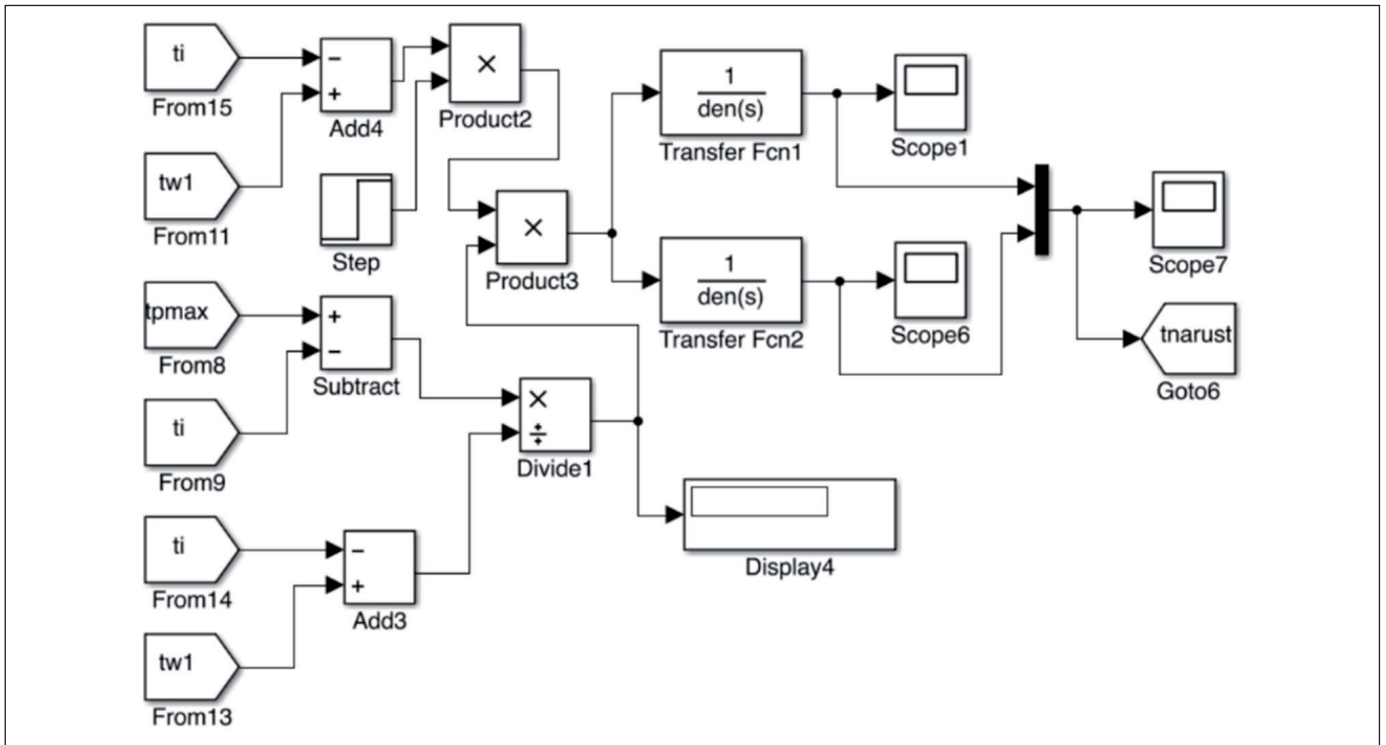 ti
From15
−
+
Add4
×
Product2
1
den(s)
Transfer Fcn1
Scope1
tw1
From11
Step
×
Product3
1
den(s)
Transfer Fcn2
Scope6
Scope7
tnarust
Goto6
tpmax
From8
+
−
Subtract
ti
From9
×
÷
Divide1
Display4
ti
From14
−
+
Add3
tw1
From13